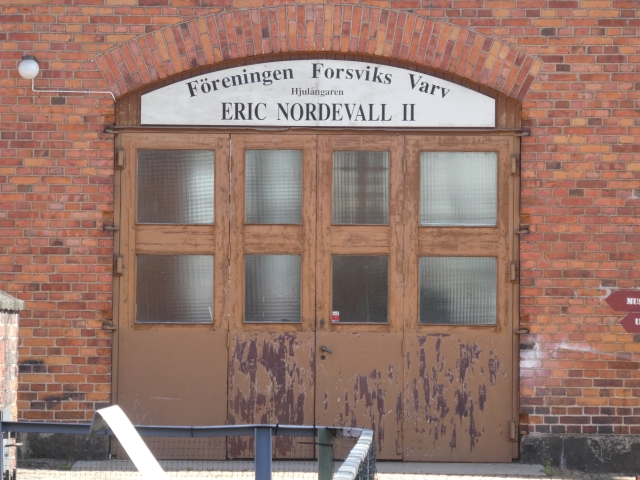 Föreningen Forsviks Varv
Hjulångaren
ERIC NORDEVALL II